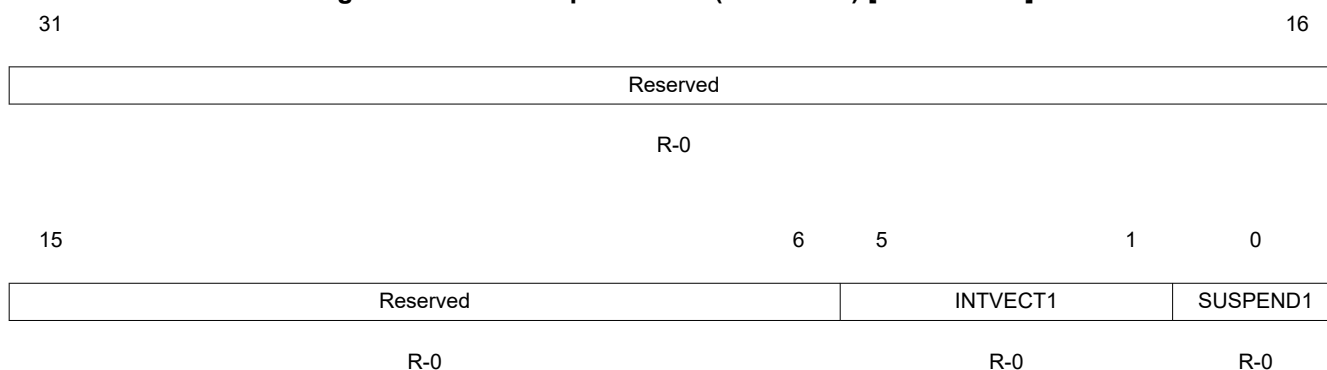 31 16
Reserved
R-0
15 6 5 1 0
Reserved INTVECT1 SUSPEND1
R-0 R-0 R-0